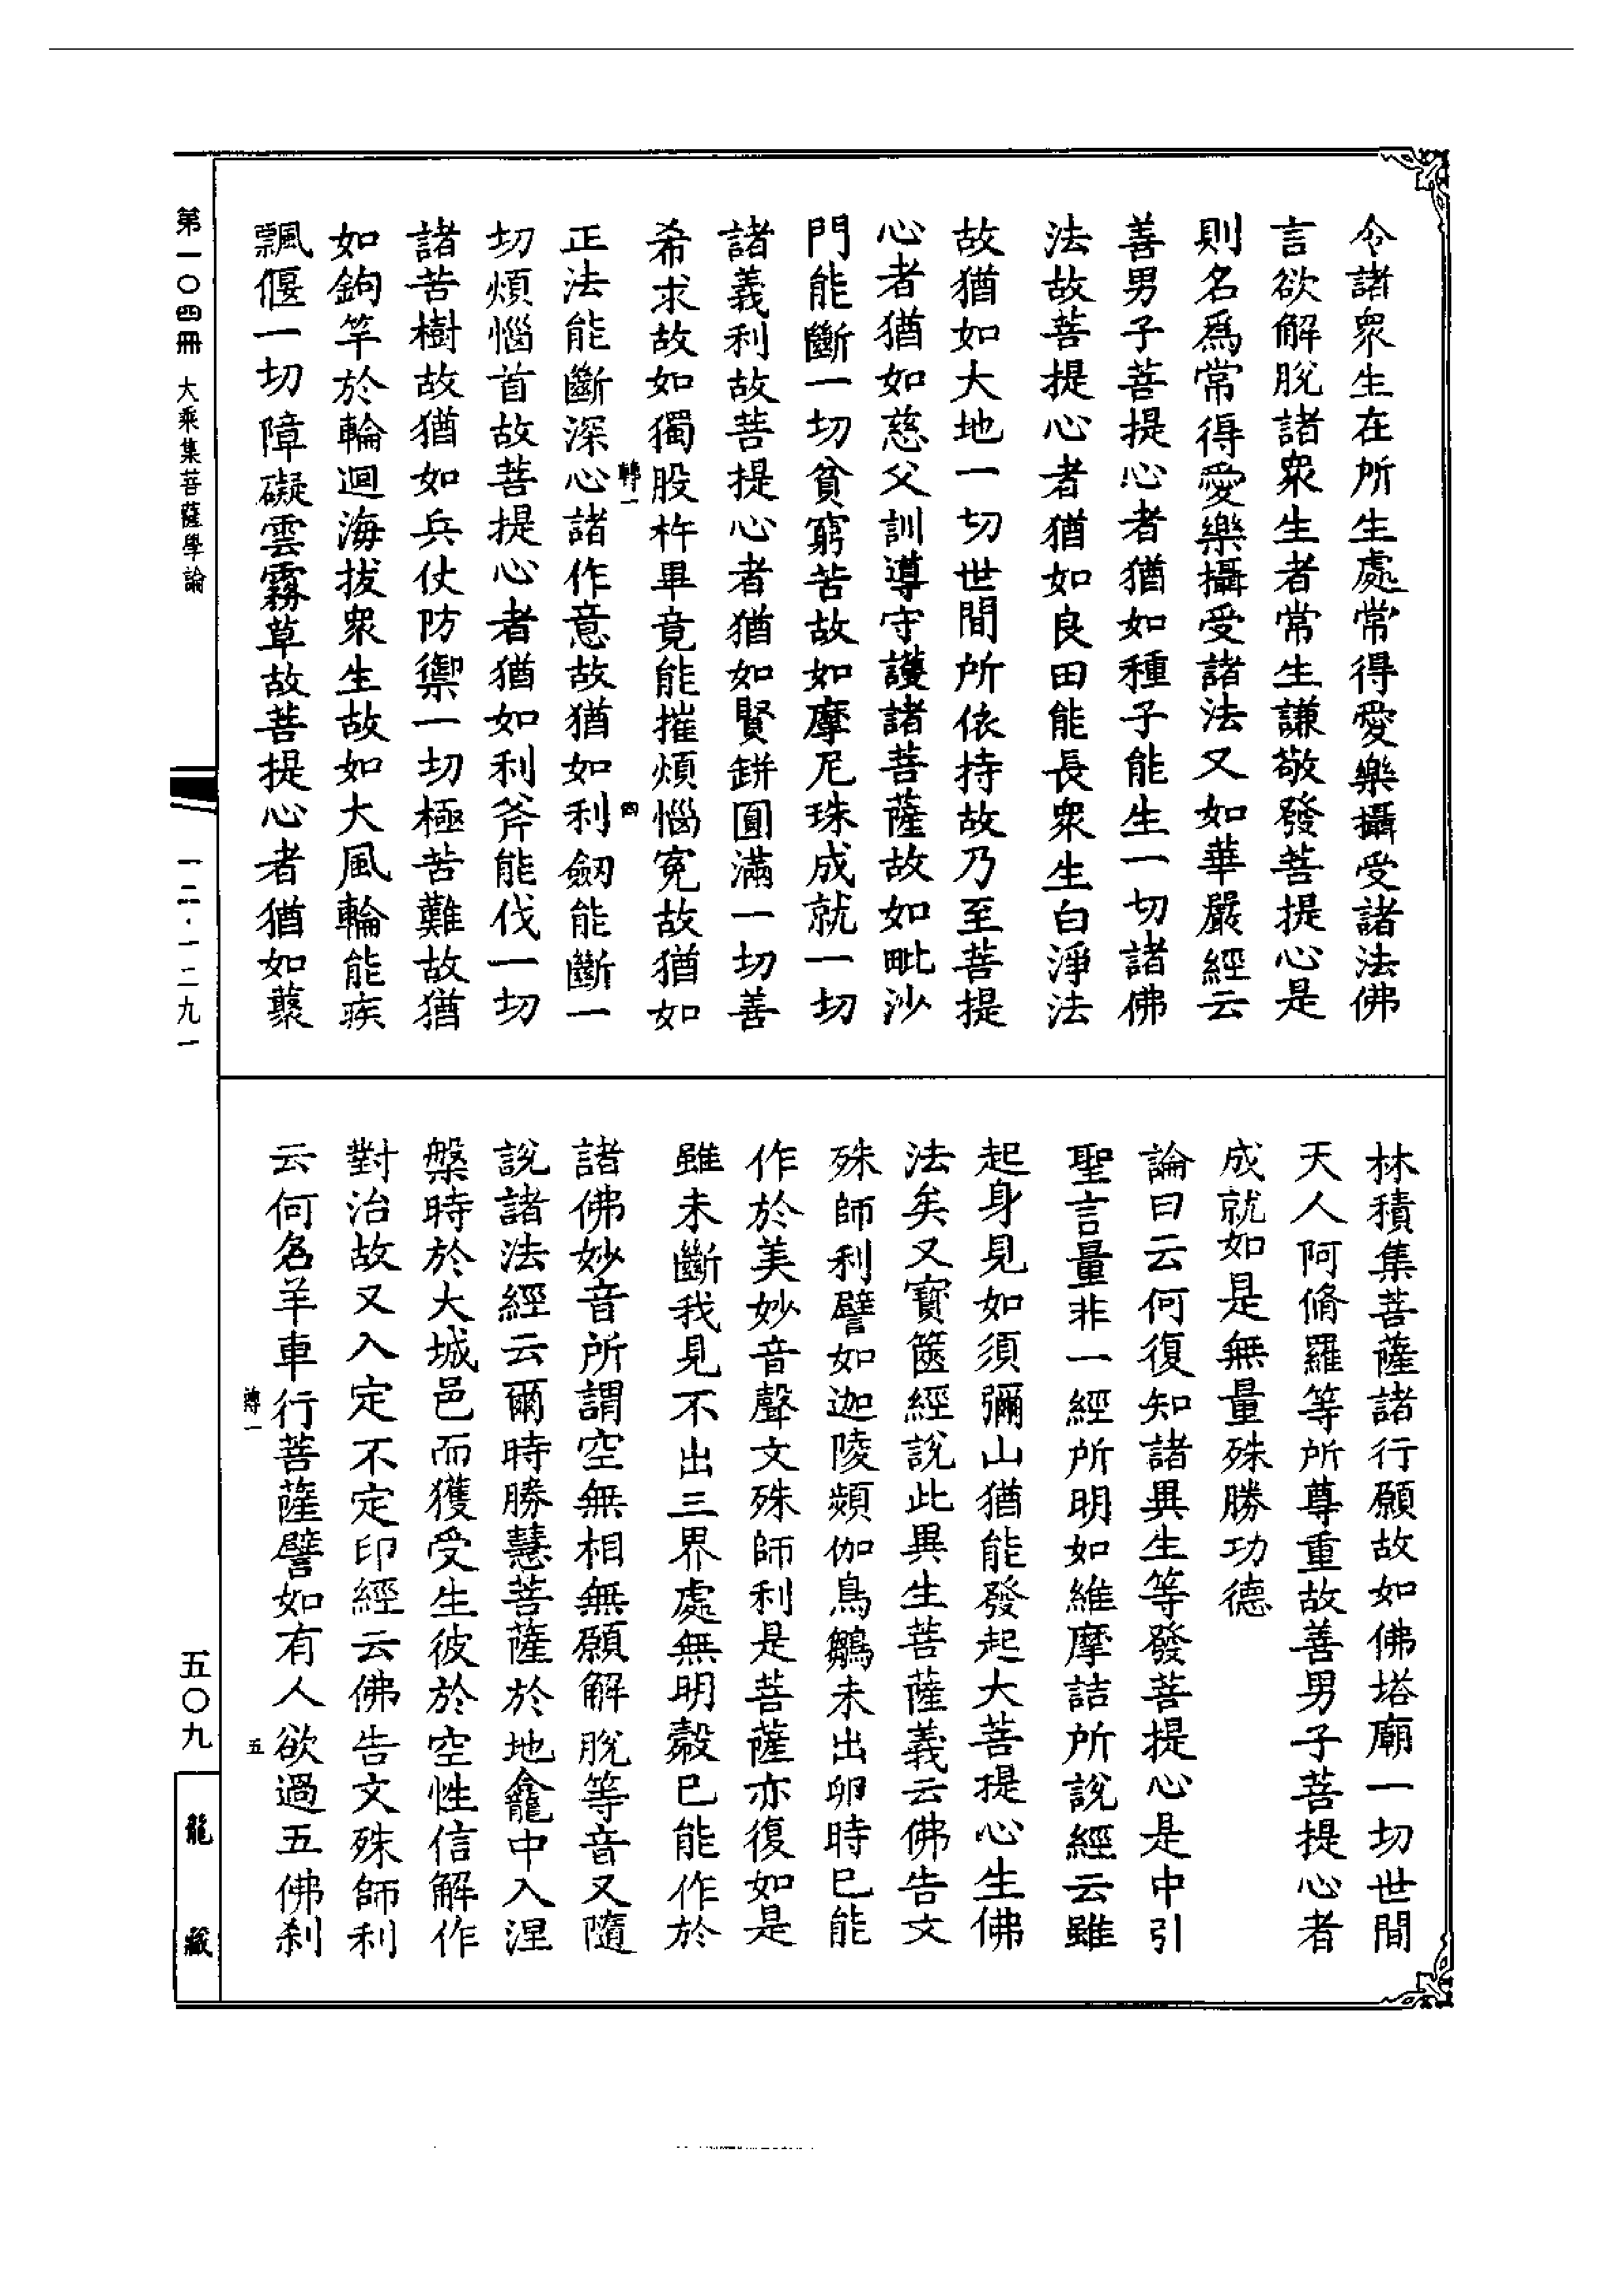 令諸衆生在所生處常得愛樂攝受諸法佛
言欲解脫諸衆生者常生謙敬發菩提心是
則名爲常得愛樂攝受諸法又如華嚴經云
善男子菩提心者猶如種子能生一切諸佛
法故菩提心者猶如良田能長衆生白淨法
故猶如大地一切世間所依持故乃至菩提
心者猶如慈父訓導守護諸菩薩故如毗沙
門能斷一切貧窮苦故如摩尼珠成就一切
諸義利故菩提心者猶如賢缾圓滿一切善
希求故如獨股杵畢竟能摧煩惱寃故猶如
轉一
四
正法能斷深心諸作意故猶如利劒能斷一
切煩惱首故菩提心者猶如利斧能伐一切
諸苦樹故猶如兵仗防禦一切極苦難故猶
如鉤竿於輪迴海拔衆生故如大風輪能疾
飄偃一切障礙雲霧草故菩提心者猶如藂
林積集菩薩諸行願故如佛塔廟一切世間
天人阿脩羅等所尊重故善男子菩提心者
成就如是無量殊勝功德
論曰云何復知諸異生等發菩提心是中引
聖言量非一經所明如維摩詰所說經云雖
起身見如須彌山猶能發起大菩提心生佛
法矣又寶篋經說此異生菩薩義云佛告文
殊師利譬如迦陵頻伽鳥鶵未出卵時已能
作於美妙音聲文殊師利是菩薩亦復如是
雖未斷我見不出三界處無明㲉已能作於
諸佛妙音所謂空無相無願解脫等音又隨
說諸法經云爾時勝慧菩薩於地龕中入涅
槃時於大城邑而獲受生彼於空性信解作
對治故又入定不定印經云佛告文殊師利
云何名羊車行菩薩譬如有人欲過五佛刹
轉一
五
第一〇四冊 大乘集菩薩學論
一二·一二九一
五〇九
龍藏